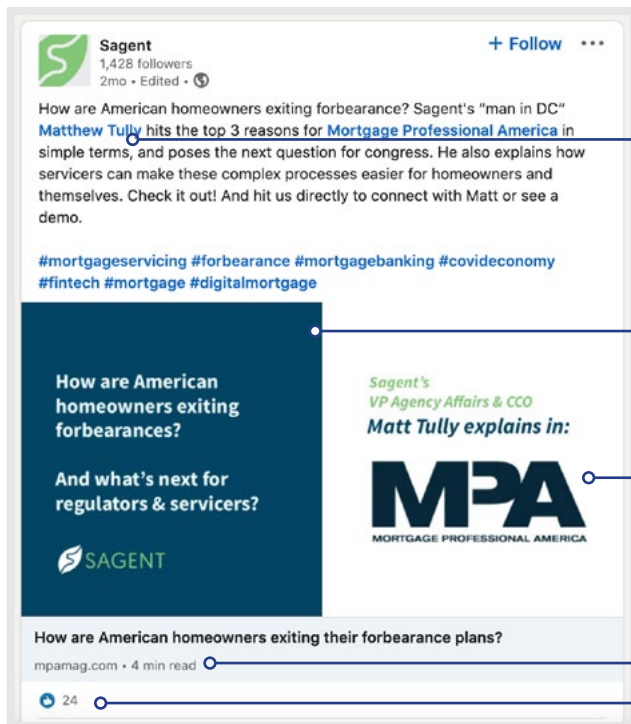 Sagent
+ Follow •••
1,428 followers
2mo • Edited •
How are American homeowners exiting forbearance? Sagent's “man in DC”
Matthew Tully hits the top 3 reasons for Mortgage Professional America in
simple terms, and poses the next question for congress. He also explains how
servicers can make these complex processes easier for homeowners and
themselves. Check it out! And hit us directly to connect with Matt or see a
demo.
#mortgageservicing #forbearance #mortgagebanking #covideconomy
#fintech #mortgage #digitalmortgage
How are American
homeowners exiting
forbearances?
And what's next for
regulators & servicers?
SAGENT
Sagent's
VP Agency Affairs & CCO
Matt Tully explains in:
MPA
MORTGAGE PROFESSIONAL AMERICA
How are American homeowners exiting their forbearance plans?
mpamag.com • 4 min read
24